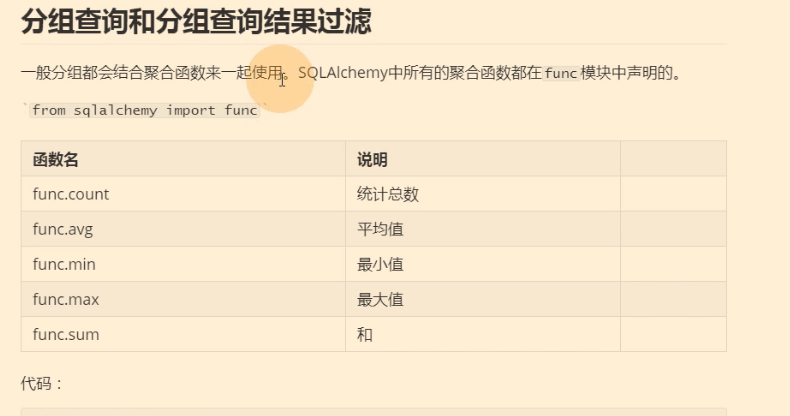 分组查询和分组查询结果过滤
一般分组都会结合聚合函数来一起使用。SQLAlchemy中所有的聚合函数都在func模块中声明的。
`from sqlalchemy import func``
函数名 说明
func.count 统计总数
func.avg 平均值
func.min 最小值
func.max 最大值
func.sum 和
代码：